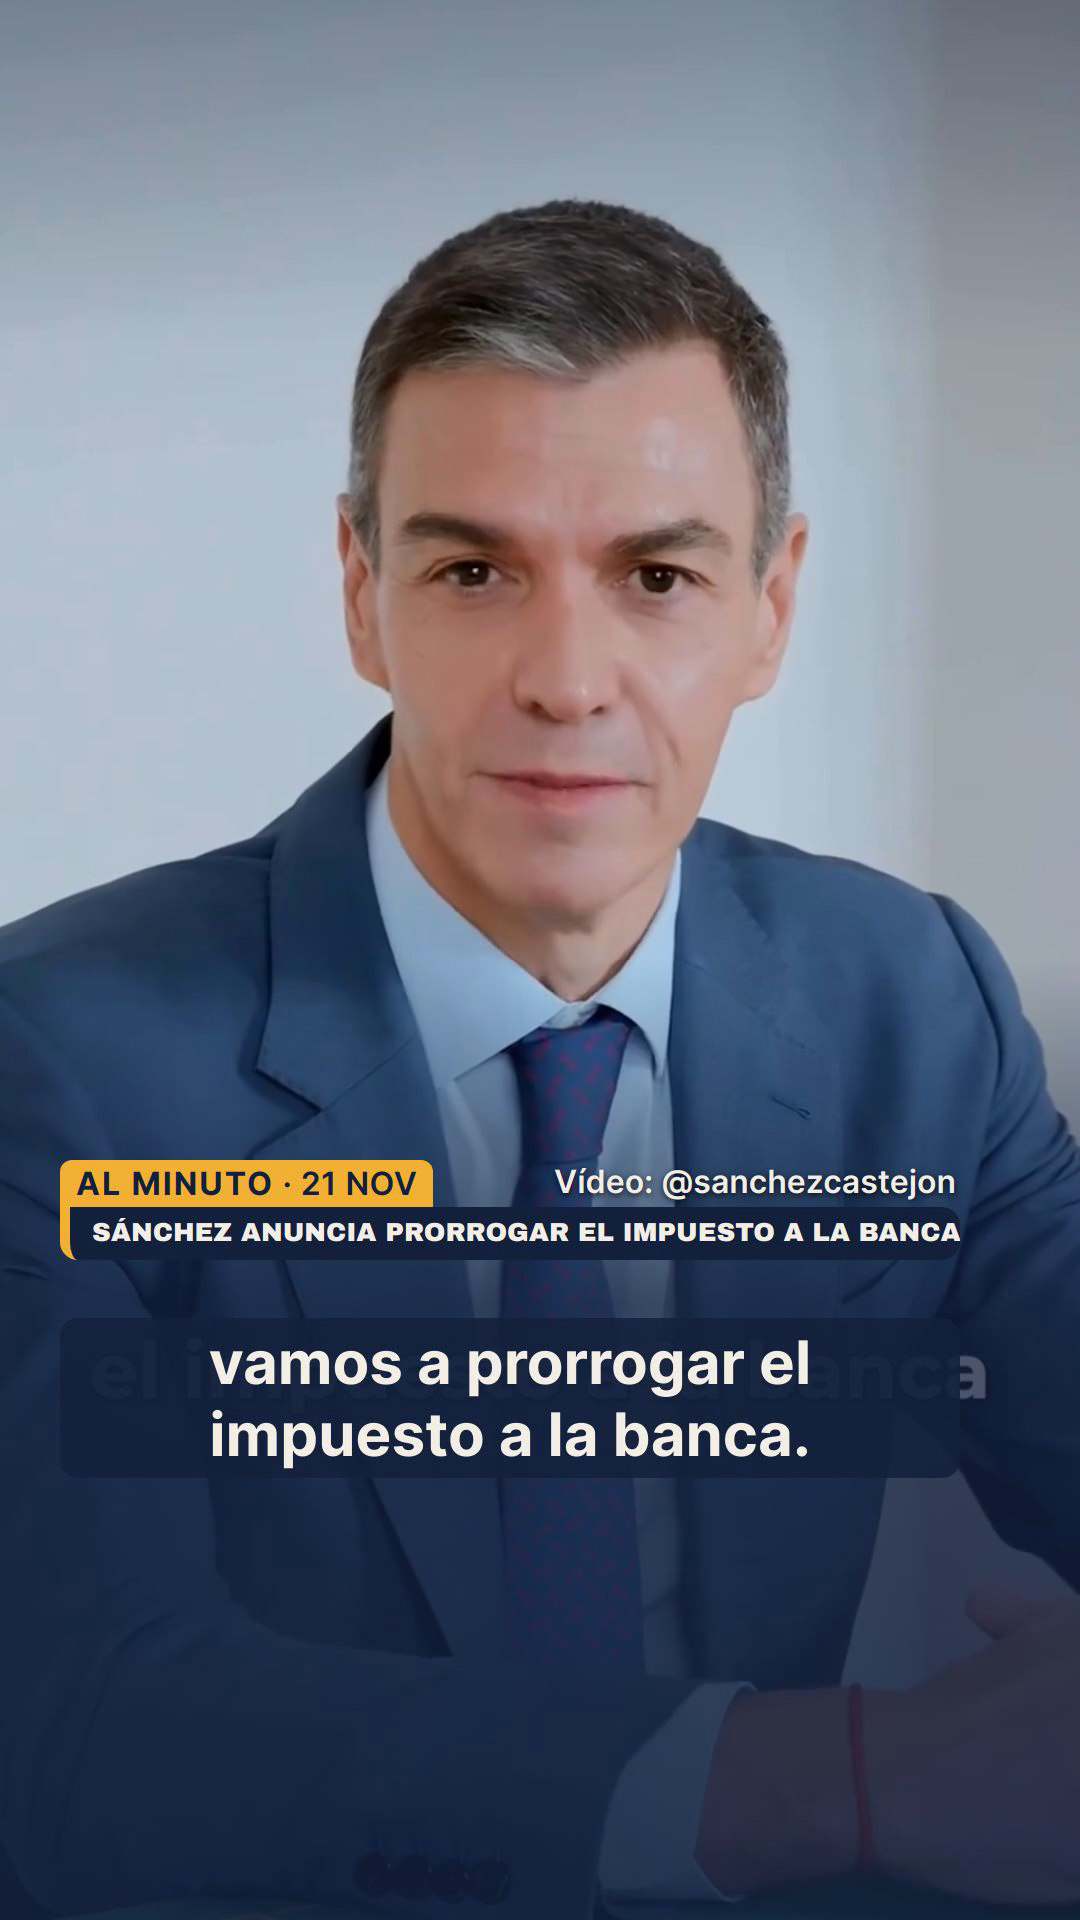 AL MINUTO · 21 NOV
Vídeo: @sanchezcastejon
SÁNCHEZ ANUNCIA PRORROGAR EL IMPUESTO A LA BANCA
vamos a prorrogar el
impuesto a la banca.